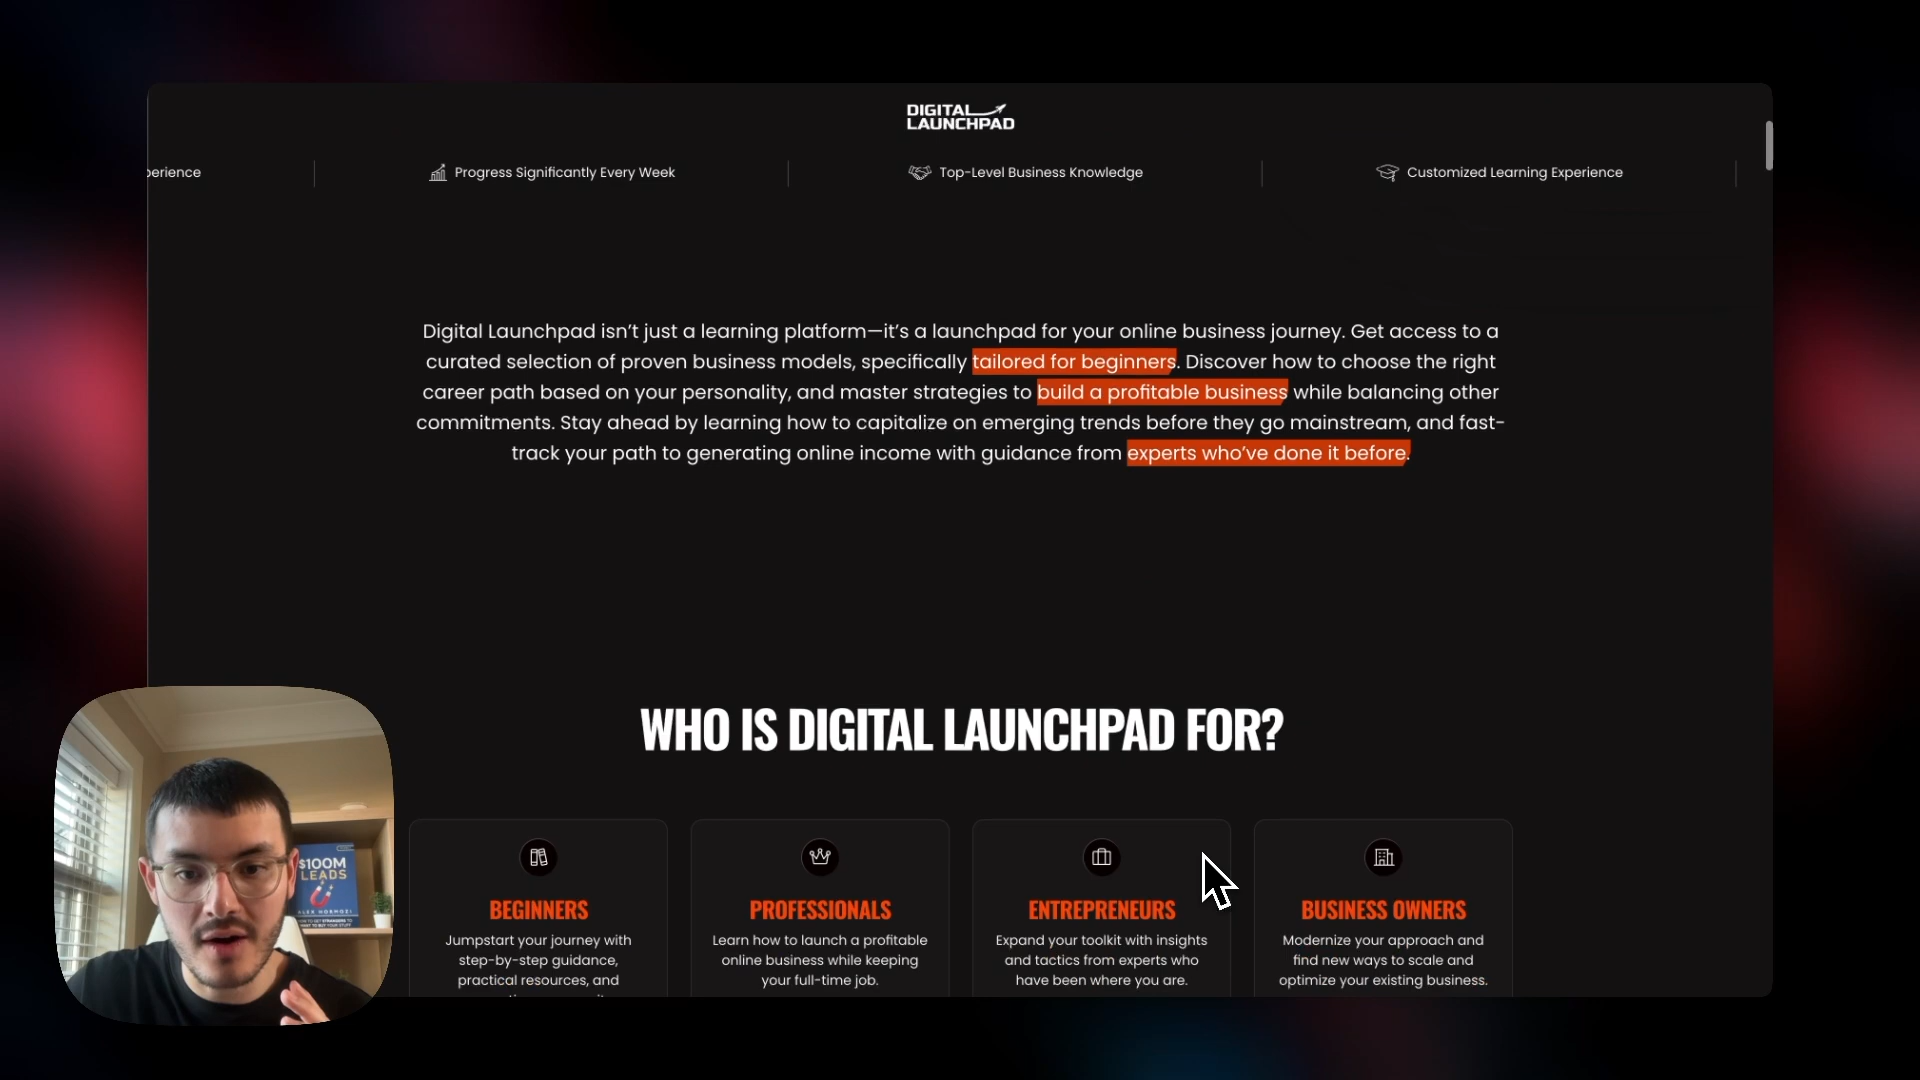 DIGITAL
LAUNCHPAD
perience
Progress Significantly Every Week
Top-Level Business Knowledge
Customized Learning Experience
Digital Launchpad isn’t just a learning platform—it’s a launchpad for your online business journey. Get access to a
curated selection of proven business models, specifically tailored for beginners. Discover how to choose the right
career path based on your personality, and master strategies to build a profitable business while balancing other
commitments. Stay ahead by learning how to capitalize on emerging trends before they go mainstream, and fast-
track your path to generating online income with guidance from experts who’ve done it before.
WHO IS DIGITAL LAUNCHPAD FOR?
BEGINNERS
Jumpstart your journey with
step-by-step guidance,
practical resources, and
PROFESSIONALS
Learn how to launch a profitable
online business while keeping
your full-time job.
ENTREPRENEURS
Expand your toolkit with insights
and tactics from experts who
have been where you are.
BUSINESS OWNERS
Modernize your approach and
find new ways to scale and
optimize your existing business.
$100M
LEADS
ALEX HORMOZI